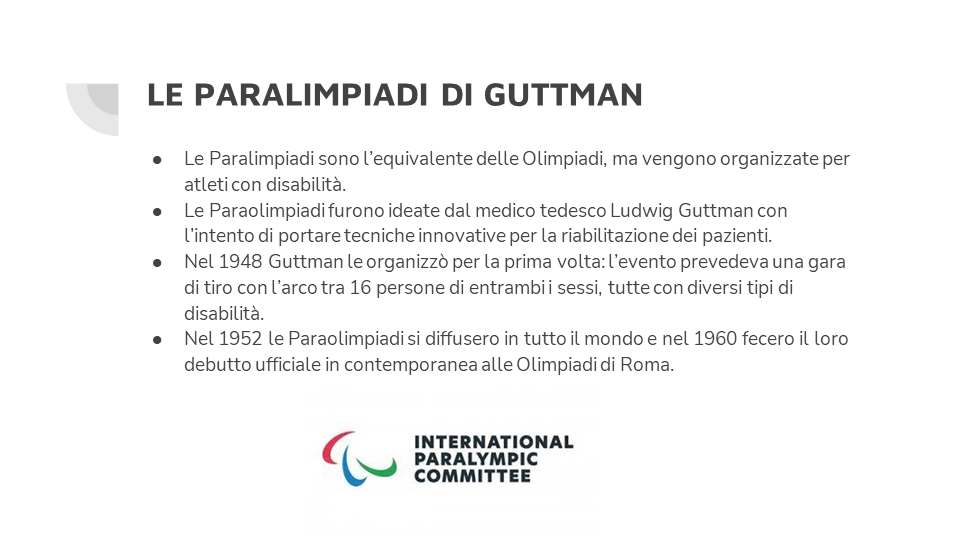 LE PARALIMPIADI DI GUTTMAN
● Le Paralimpiadi sono l’equivalente delle Olimpiadi, ma vengono organizzate per
atleti con disabilità.
● Le Paraolimpiadi furono ideate dal medico tedesco Ludwig Guttman con
l’intento di portare tecniche innovative per la riabilitazione dei pazienti.
● Nel 1948 Guttman le organizzò per la prima volta: l’evento prevedeva una gara
di tiro con l’arco tra 16 persone di entrambi i sessi, tutte con diversi tipi di
disabilità.
● Nel 1952 le Paraolimpiadi si diffusero in tutto il mondo e nel 1960 fecero il loro
debutto ufficiale in contemporanea alle Olimpiadi di Roma.
INTERNATIONAL
PARALYMPIC
COMMITTEE